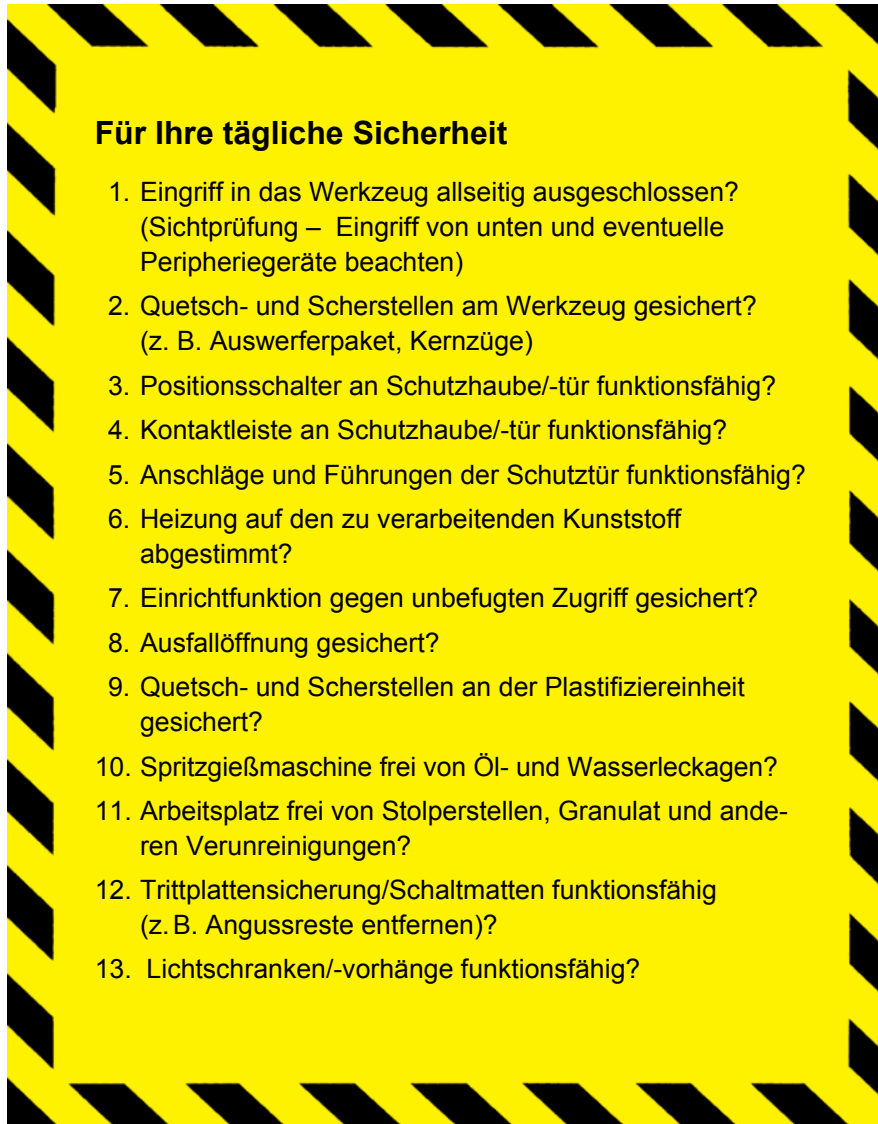 Für Ihre tägliche Sicherheit
1. Eingriff in das Werkzeug allseitig ausgeschlossen?
(Sichtprüfung – Eingriff von unten und eventuelle
Peripheriegeräte beachten)
2. Quetsch- und Scherstellen am Werkzeug gesichert?
(z. B. Auswerferpaket, Kernzüge)
3. Positionsschalter an Schutzhaube/-tür funktionsfähig?
4. Kontaktleiste an Schutzhaube/-tür funktionsfähig?
5. Anschläge und Führungen der Schutztür funktionsfähig?
6. Heizung auf den zu verarbeitenden Kunststoff
abgestimmt?
7. Einrichtfunktion gegen unbefugten Zugriff gesichert?
8. Ausfallöffnung gesichert?
9. Quetsch- und Scherstellen an der Plastifiziereinheit
gesichert?
10. Spritzgießmaschine frei von Öl- und Wasserleckagen?
11. Arbeitsplatz frei von Stolperstellen, Granulat und ande-
ren Verunreinigungen?
12. Trittplattensicherung/Schaltmatten funktionsfähig
(z. B. Angussreste entfernen)?
13. Lichtschranken/-vorhänge funktionsfähig?